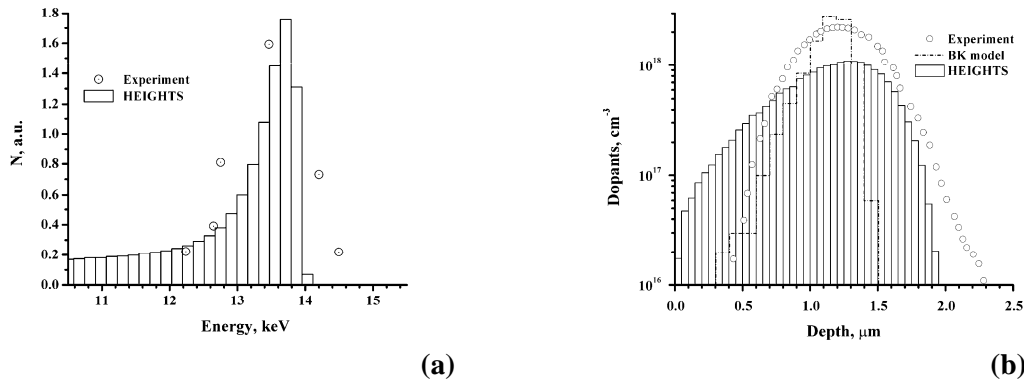 1.8
1.6
1.4
1.2
1.0
0.8
0.6
0.4
0.2
0.0
N, a.u.
Experiment
HEIGHTS
11 12 13 14 15
Energy, keV
(a)
10^18
10^17
10^16
Dopants, cm^-3
Experiment
BK model
HEIGHTS
0.0 0.5 1.0 1.5 2.0 2.5
Depth, μm
(b)